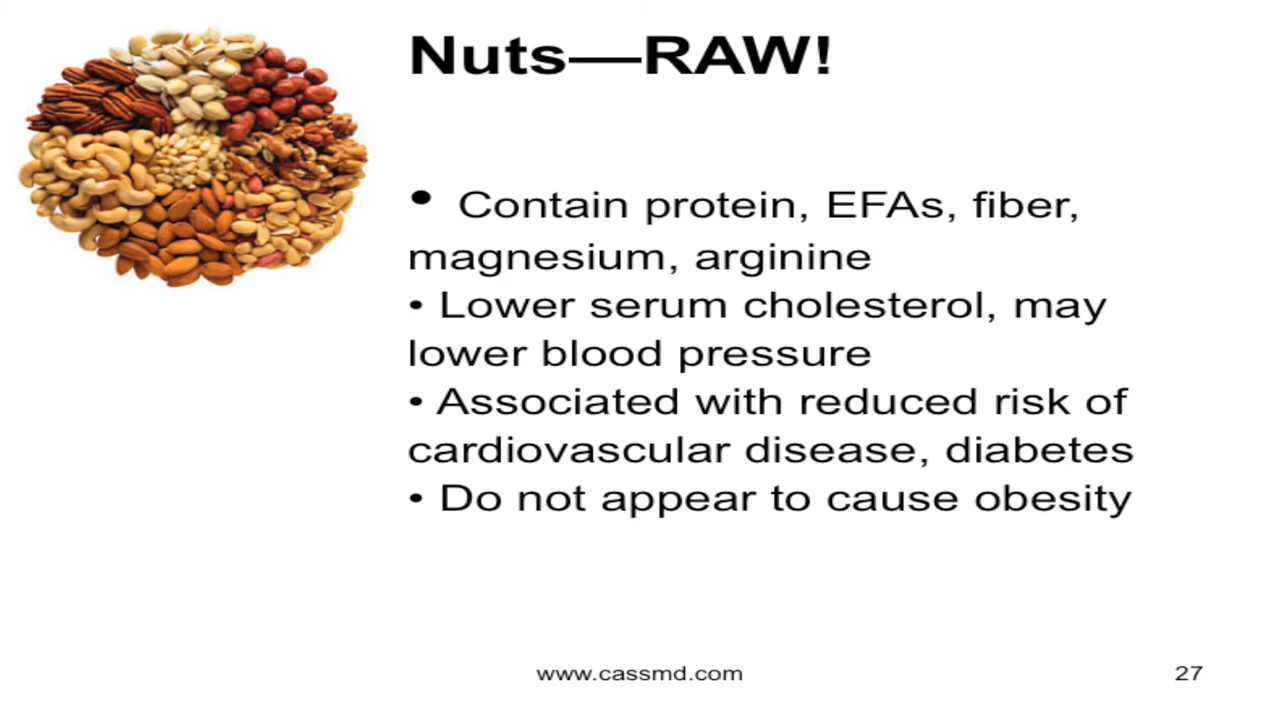 Nuts—RAW!
• Contain protein, EFAs, fiber,
magnesium, arginine
• Lower serum cholesterol, may
lower blood pressure
• Associated with reduced risk of
cardiovascular disease, diabetes
• Do not appear to cause obesity
www.cassmd.com
27